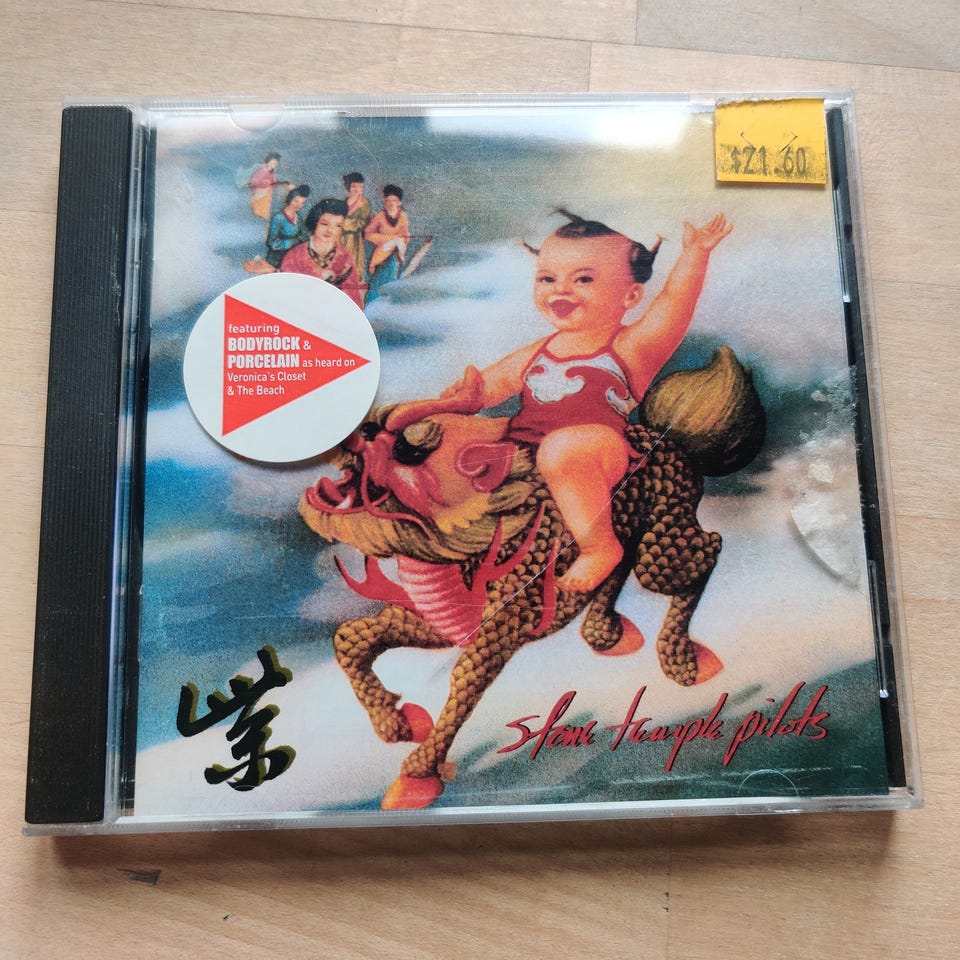 $21.60
featuring
BODYROCK &
PORCELAIN as heard on
Veronica's Closet
& The Beach
紫
stone temple pilots